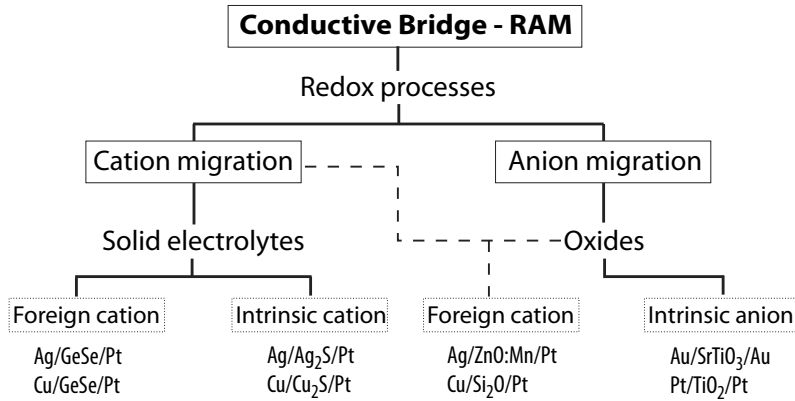 Conductive Bridge - RAM
Redox processes
Cation migration
Anion migration
Solid electrolytes
Oxides
Foreign cation
Intrinsic cation
Foreign cation
Intrinsic anion
Ag/GeSe/Pt
Ag/Ag₂S/Pt
Ag/ZnO:Mn/Pt
Au/SrTiO₃/Au
Cu/GeSe/Pt
Cu/Cu₂S/Pt
Cu/Si₂O/Pt
Pt/TiO₂/Pt